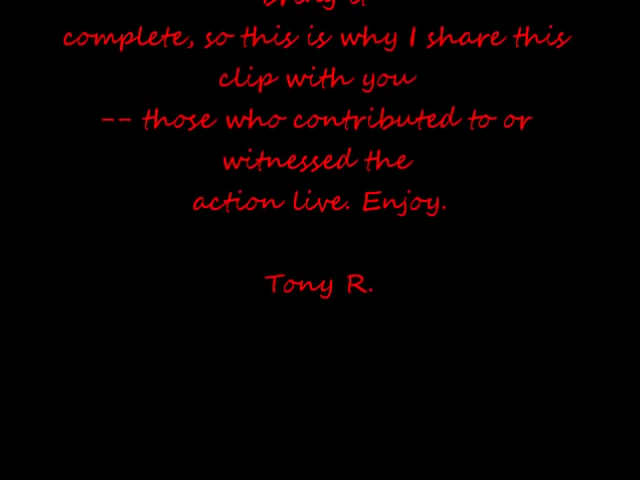 complete, so this is why I share this
clip with you
-- those who contributed to or
witnessed the
action live. Enjoy.
Tony R.